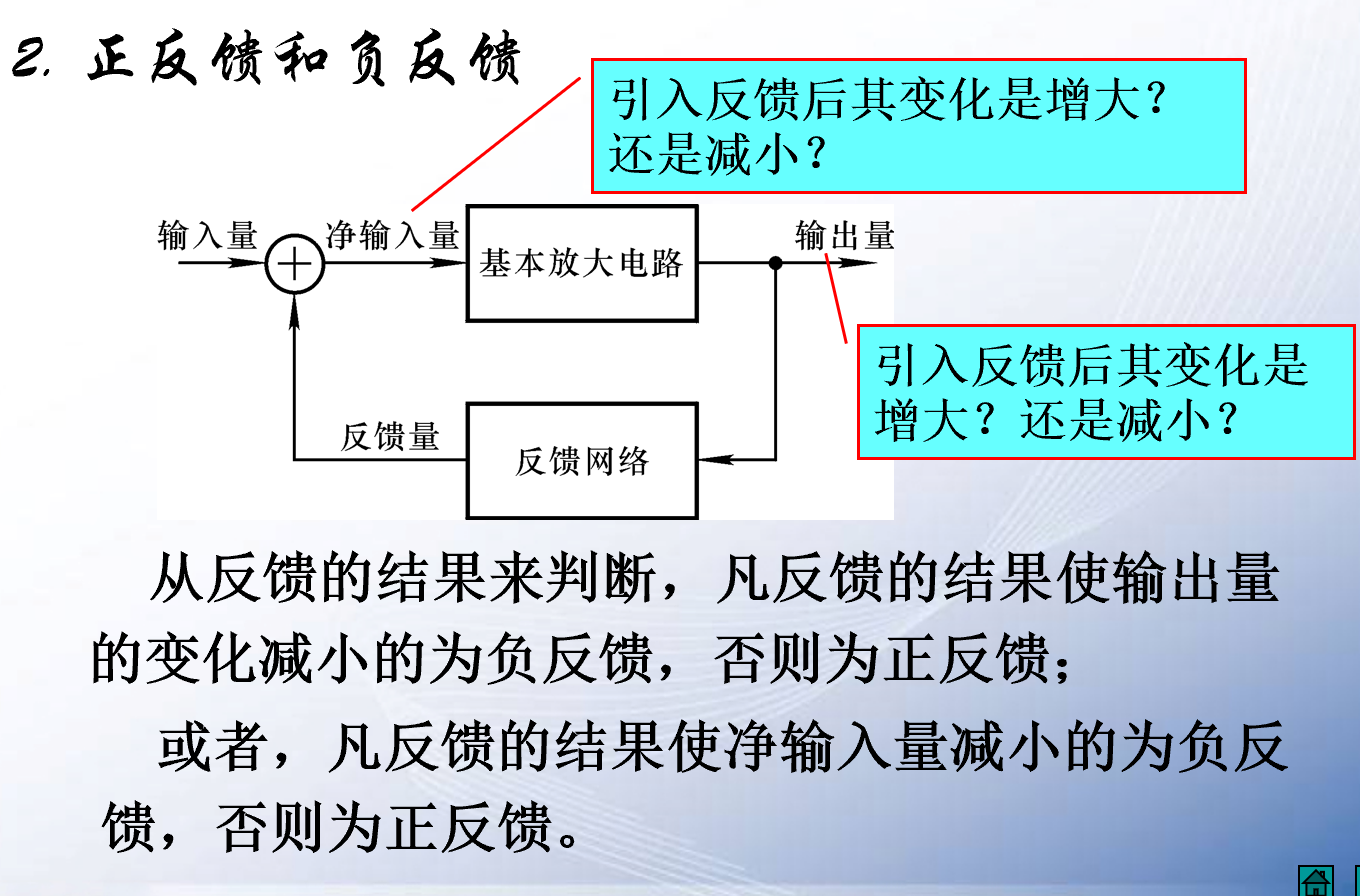 2. 正反馈和负反馈
引入反馈后其变化是增大?
还是减小?
输入量
净输入量
基本放大电路
输出量
引入反馈后其变化是
增大? 还是减小?
反馈量
反馈网络
从反馈的结果来判断，凡反馈的结果使输出量
的变化减小的为负反馈，否则为正反馈；
或者，凡反馈的结果使净输入量减小的为负反
馈，否则为正反馈。